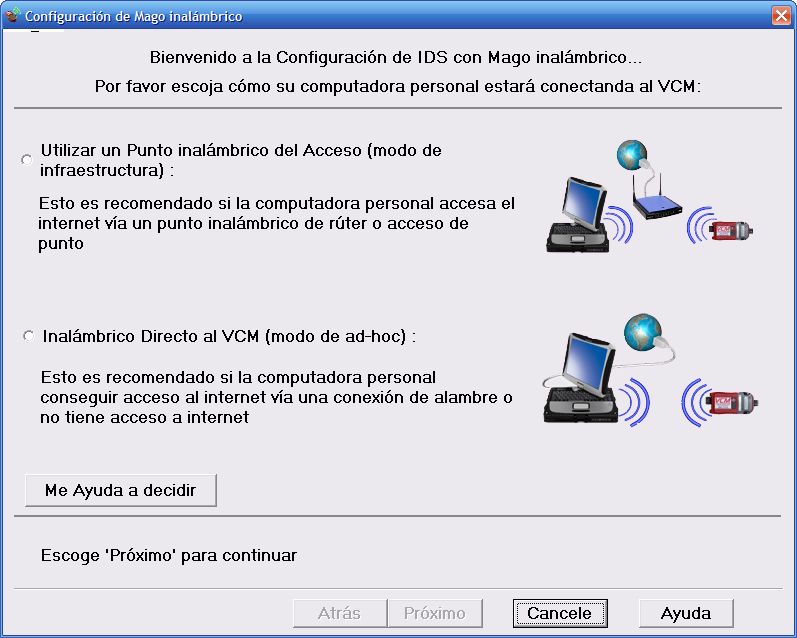 Configuración de Mago inalámbrico
Bienvenido a la Configuración de IDS con Mago inalámbrico...
Por favor escoja cómo su computadora personal estará conectanda al VCM:
Utilizar un Punto inalámbrico del Acceso (modo de
infraestructura) :
Esto es recomendado si la computadora personal accesa el
internet vía un punto inalámbrico de rúter o acceso de
punto
VCM
Inalámbrico Directo al VCM (modo de ad-hoc) :
Esto es recomendado si la computadora personal
conseguir acceso al internet vía una conexión de alambre o
no tiene acceso a internet
VCM
Me Ayuda a decidir
Escoge 'Próximo' para continuar
Atrás
Próximo
Cancele
Ayuda